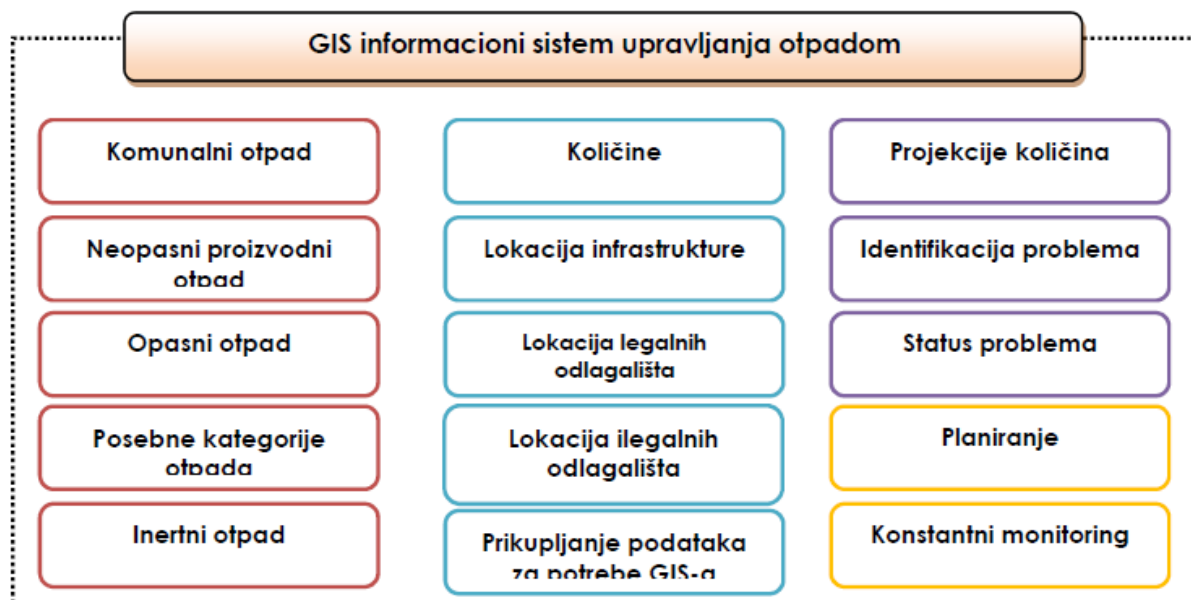 GIS informacioni sistem upravljanja otpadom
Komunalni otpad
Neopasni proizvodni
otpad
Opasni otpad
Posebne kategorije
otpada
Inertni otpad
Količine
Lokacija infrastrukture
Lokacija legalnih
odlagališta
Lokacija ilegalnih
odlagališta
Prikupljanje podataka
za potrebe GIS-a
Projekcije količina
Identifikacija problema
Status problema
Planiranje
Konstantni monitoring